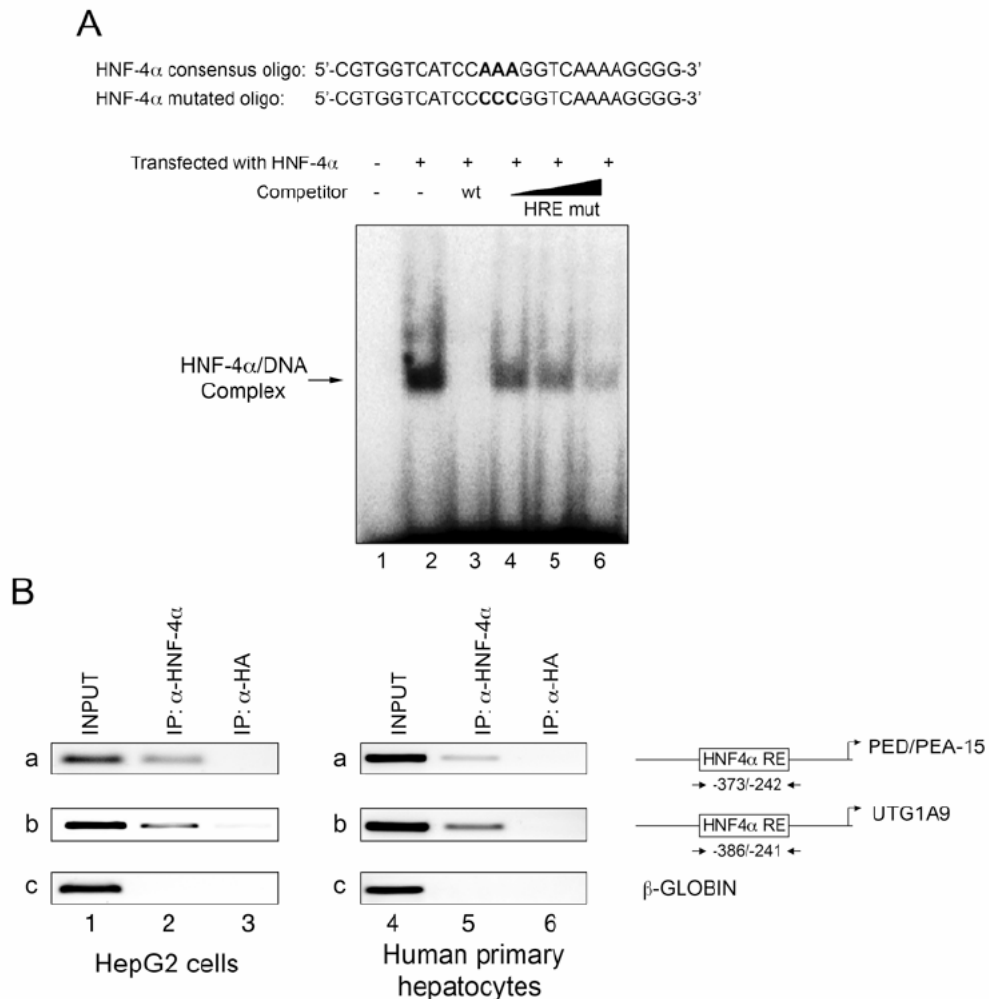 A
HNF-4α consensus oligo: 5'-CGTGGTCATCCAAAGGTCAAAAGGGG-3'
HNF-4α mutated oligo: 5'-CGTGGTCATCCCCCGGTCAAAAGGGG-3'
Transfected with HNF-4α - + + + + +
Competitor - - wt
HRE mut
HNF-4α/DNA
Complex
1 2 3 4 5 6
B
INPUT IP: α-HNF-4α IP: α-HA INPUT IP: α-HNF-4α IP: α-HA
a a HNF4α RE PED/PEA-15
-373/-242
b b HNF4α RE UTG1A9
-386/-241
c c β-GLOBIN
1 2 3 4 5 6
HepG2 cells Human primary
hepatocytes